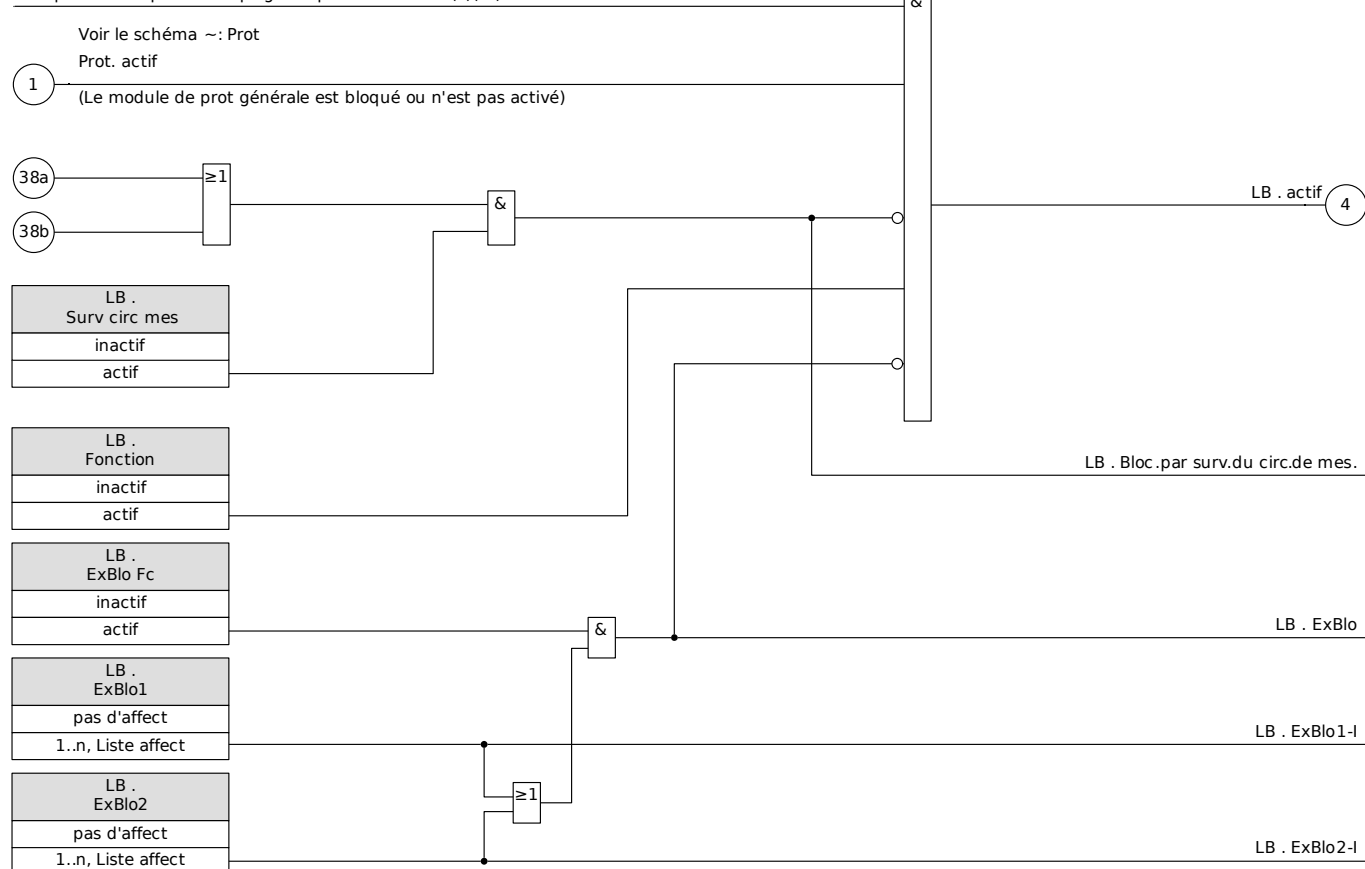 &
Voir le schéma ~: Prot
Prot. actif
1
(Le module de prot générale est bloqué ou n'est pas activé)
38a
≥1
38b
&
LB . actif
4
LB .
Surv circ mes
inactif
actif
LB .
Fonction
inactif
actif
LB . Bloc.par surv.du circ.de mes.
LB .
ExBlo Fc
inactif
actif
&
LB . ExBlo
LB .
ExBlo1
pas d'affect
1..n, Liste affect
LB . ExBlo1-I
≥1
LB .
ExBlo2
pas d'affect
1..n, Liste affect
LB . ExBlo2-I